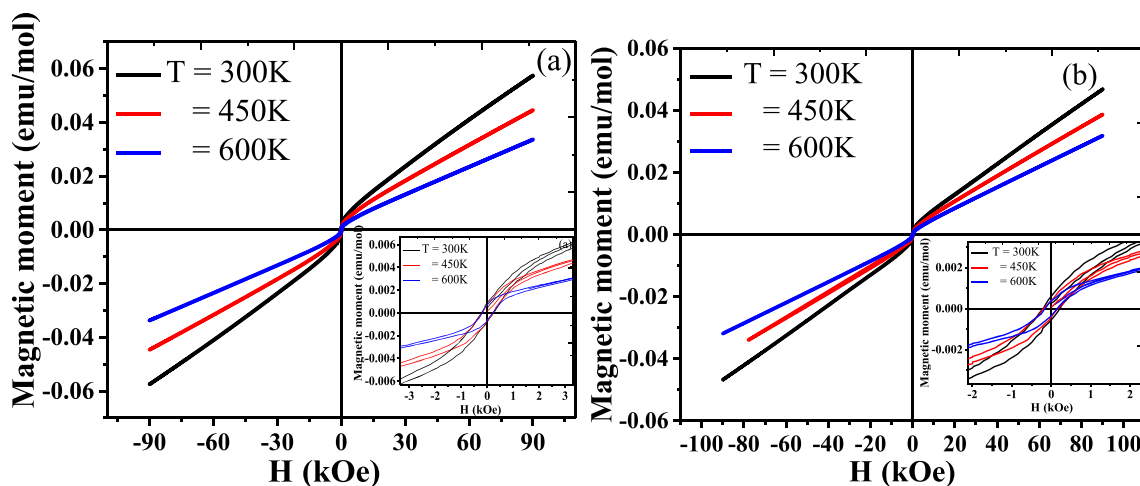 (a)
T = 300K
= 450K
= 600K
Magnetic moment (emu/mol)
0.06
0.04
0.02
0.00
-0.02
-0.04
-0.06
-90
-60
-30
0
30
60
90
H (kOe)
(a)
T = 300K
= 450K
= 600K
Magnetic moment (emu/mol)
0.006
0.004
0.002
0.000
-0.002
-0.004
-0.006
-3
-2
-1
0
1
2
3
H (kOe)
(b)
T = 300K
= 450K
= 600K
Magnetic moment (emu/mol)
0.06
0.04
0.02
0.00
-0.02
-0.04
-0.06
-100
-80
-60
-40
-20
0
20
40
60
80
100
H (kOe)
T = 300K
= 450K
= 600K
Magnetic moment (emu/mol)
0.002
0.000
-0.002
-2
-1
0
1
2
H (kOe)